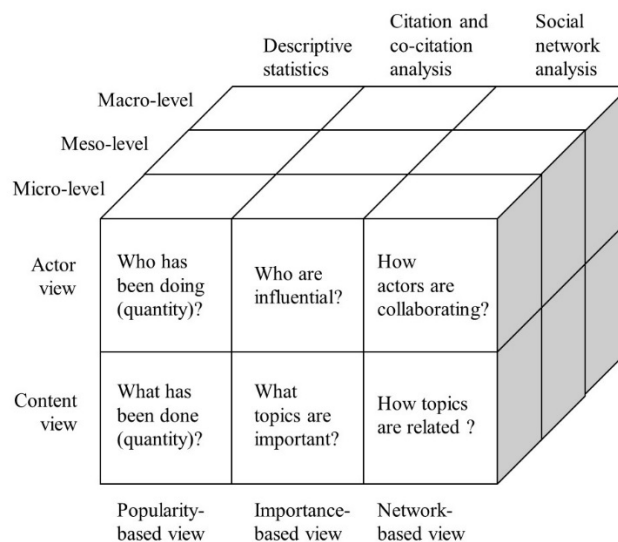 Descriptive
statistics
Citation and
co-citation
analysis
Social
network
analysis
Macro-level
Meso-level
Micro-level
Actor
view
Who has
been doing
(quantity)?
Who are
influential?
How
actors are
collaborating?
Content
view
What has
been done
(quantity)?
What
topics are
important?
How topics
are related ?
Popularity-
based view
Importance-
based view
Network-
based view